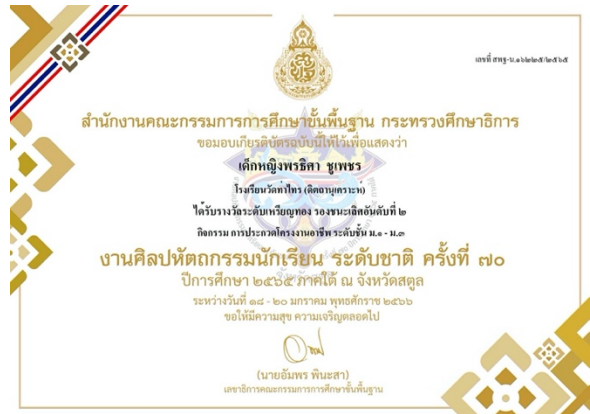 เลขที่ สพฐ-น.๑๖๒๒๒๕/๒๕๖๕
สำนักงานคณะกรรมการการศึกษาขั้นพื้นฐาน กระทรวงศึกษาธิการ
ขอมอบเกียรติบัตรฉบับนี้ให้ไว้เพื่อแสดงว่า
เด็กหญิงพรธิศา ชูเพชร
โรงเรียนวัดท่าไทร (ดิตถานุเคราะห์)
ได้รับรางวัลระดับเหรียญทอง รองชนะเลิศอันดับที่ ๒
กิจกรรม การประกวดโครงงานอาชีพ ระดับชั้น ม.๑ - ม.๓
งานศิลปหัตถกรรมนักเรียน ระดับชาติ ครั้งที่ ๗๐
ปีการศึกษา ๒๕๖๕ ภาคใต้ ณ จังหวัดสตูล
ระหว่างวันที่ ๑๘ - ๒๐ มกราคม พุทธศักราช ๒๕๖๖
ขอให้มีความสุข ความเจริญตลอดไป
(นายอัมพร พินะสา)
เลขาธิการคณะกรรมการการศึกษาขั้นพื้นฐาน